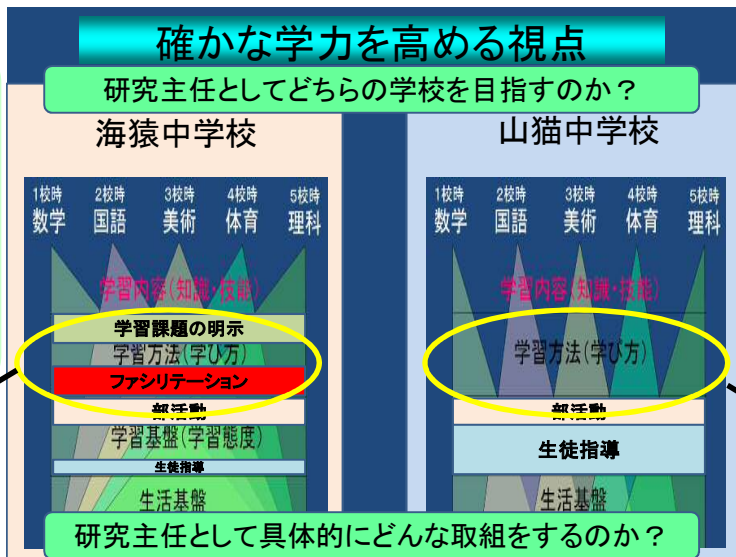 確かな学力を高める視点
研究主任としてどちらの学校を目指すのか？
海猿中学校
1校時 2校時 3校時 4校時 5校時
数学 国語 美術 体育 理科
学習内容(知識・技能)
学習課題の明示
学習方法(学び方)
ファシリテーション
部活動
学習基盤(学習態度)
生徒指導
生活基盤
山猫中学校
1校時 2校時 3校時 4校時 5校時
数学 国語 美術 体育 理科
学習内容(知識・技能)
学習方法(学び方)
部活動
生徒指導
生活基盤
研究主任として具体的にどんな取組をするのか？